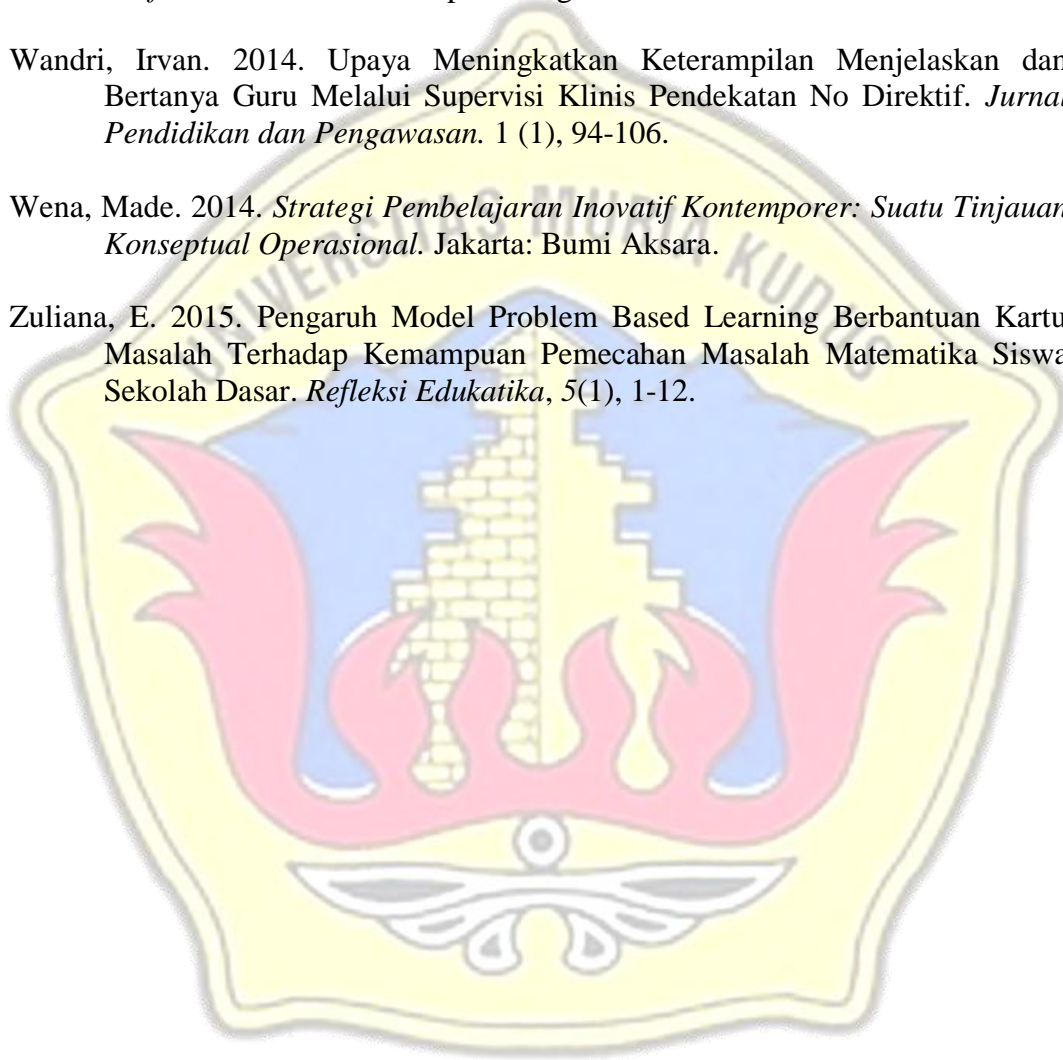 Wandri, Irvan. 2014. Upaya Meningkatkan Keterampilan Menjelaskan dan
Bertanya Guru Melalui Supervisi Klinis Pendekatan No Direktif. Jurnal
Pendidikan dan Pengawasan. 1 (1), 94-106.
Wena, Made. 2014. Strategi Pembelajaran Inovatif Kontemporer: Suatu Tinjauan
Konseptual Operasional. Jakarta: Bumi Aksara.
Zuliana, E. 2015. Pengaruh Model Problem Based Learning Berbantuan Kartu
Masalah Terhadap Kemampuan Pemecahan Masalah Matematika Siswa
Sekolah Dasar. Refleksi Edukatika, 5(1), 1-12.
UNIVERSITAS MURIA KUDUS